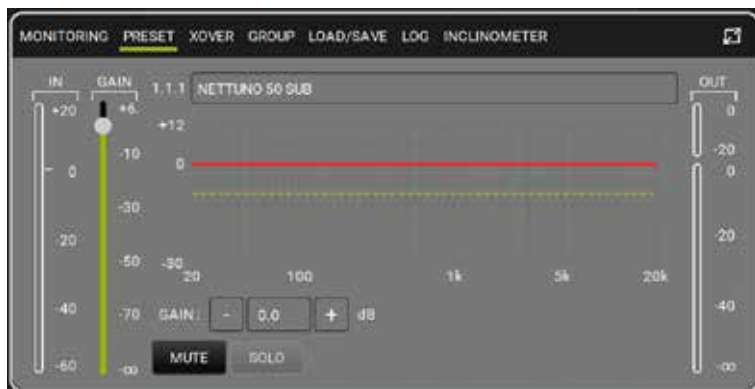 MONITORING PRESET XOVER GROUP LOAD/SAVE LOG INCLINOMETER
IN GAIN 1.1.1 NETTUNO 50 SUB OUT
+20 +6 +12 0
-10 -20
0 0 0
-30
-20 -20
-50 -30
20 100 1k 5k 20k
-40 -70 GAIN: - 0.0 + dB -40
MUTE SOLO
-60 -∞ -∞